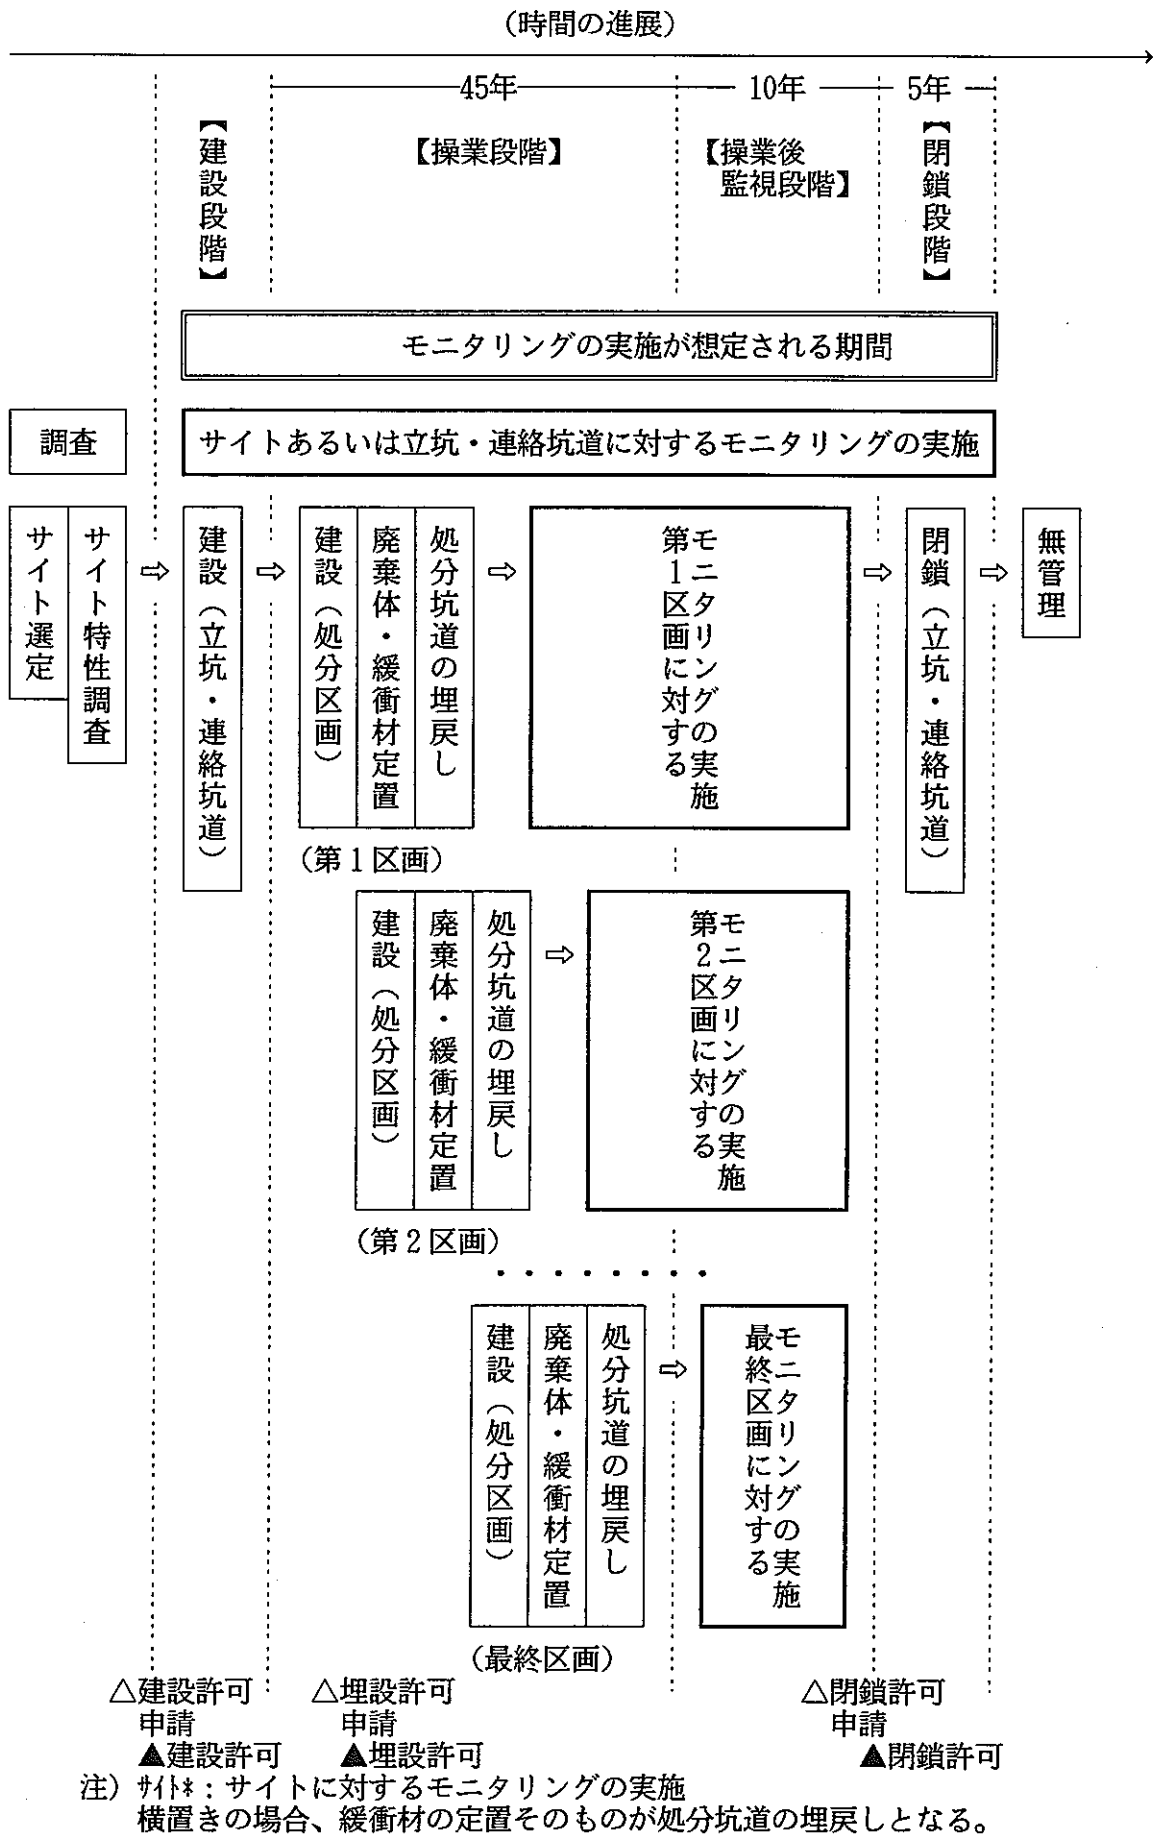 (時間の進展)
45年
10年
5年
【建設段階】
【操業段階】
【操業後
監視段階】
【閉鎖段階】
モニタリングの実施が想定される期間
調査
サイトあるいは立坑・連絡坑道に対するモニタリングの実施
サイト選定
サイト特性調査
⇨
建設(立坑・連絡坑道)
⇨
建設(処分区画)
廃棄体・緩衝材定置
処分坑道の埋戻し
⇨
第1区画に対する
モニタリングの実施
⇨
閉鎖(立坑・連絡坑道)
⇨
無管理
(第1区画)
建設(処分区画)
廃棄体・緩衝材定置
処分坑道の埋戻し
⇨
第2区画に対する
モニタリングの実施
(第2区画)
・・・・・・・・
建設(処分区画)
廃棄体・緩衝材定置
処分坑道の埋戻し
⇨
最終区画に対する
モニタリングの実施
(最終区画)
△建設許可
申請
▲建設許可
△埋設許可
申請
▲埋設許可
△閉鎖許可
申請
▲閉鎖許可
注)サイト*:サイトに対するモニタリングの実施
横置きの場合、緩衝材の定置そのものが処分坑道の埋戻しとなる。